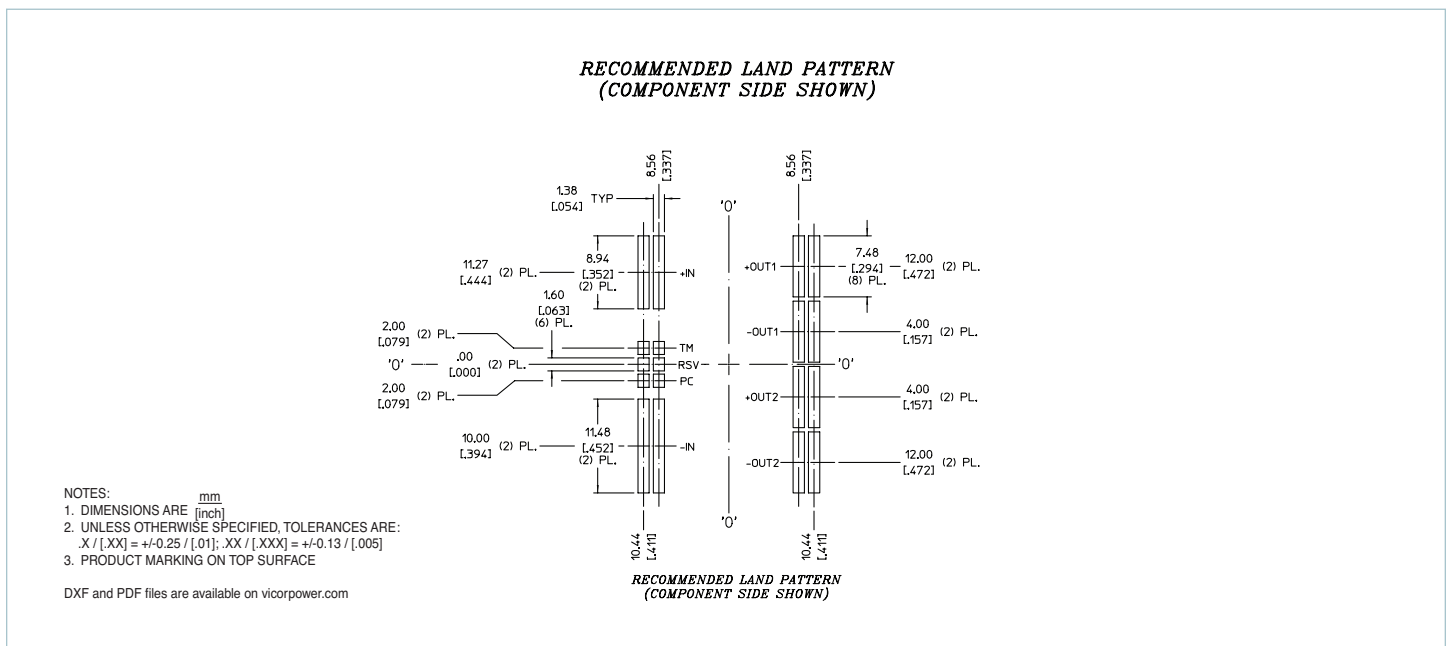 RECOMMENDED LAND PATTERN
(COMPONENT SIDE SHOWN)
8.56
[.337]
8.56
[.337]
1.38
[.054]
TYP
'0'
11.27
[.444]
(2) PL.
8.94
[.352]
(2) PL.
+IN
+OUT1
7.48
[.294]
(8) PL.
12.00
[.472]
(2) PL.
1.60
[.063]
(6) PL.
-OUT1
4.00
[.157]
(2) PL.
2.00
[.079]
(2) PL.
TM
'0'
.00
[.000]
(2) PL.
RSV
'0'
2.00
[.079]
(2) PL.
PC
+OUT2
4.00
[.157]
(2) PL.
10.00
[.394]
(2) PL.
11.48
[.452]
(2) PL.
-IN
-OUT2
12.00
[.472]
(2) PL.
'0'
10.44
[.411]
10.44
[.411]
RECOMMENDED LAND PATTERN
(COMPONENT SIDE SHOWN)
NOTES:
1. DIMENSIONS ARE mm
[inch]
2. UNLESS OTHERWISE SPECIFIED, TOLERANCES ARE:
.X / [.XX] = +/-0.25 / [.01]; .XX / [.XXX] = +/-0.13 / [.005]
3. PRODUCT MARKING ON TOP SURFACE
DXF and PDF files are available on vicorpower.com